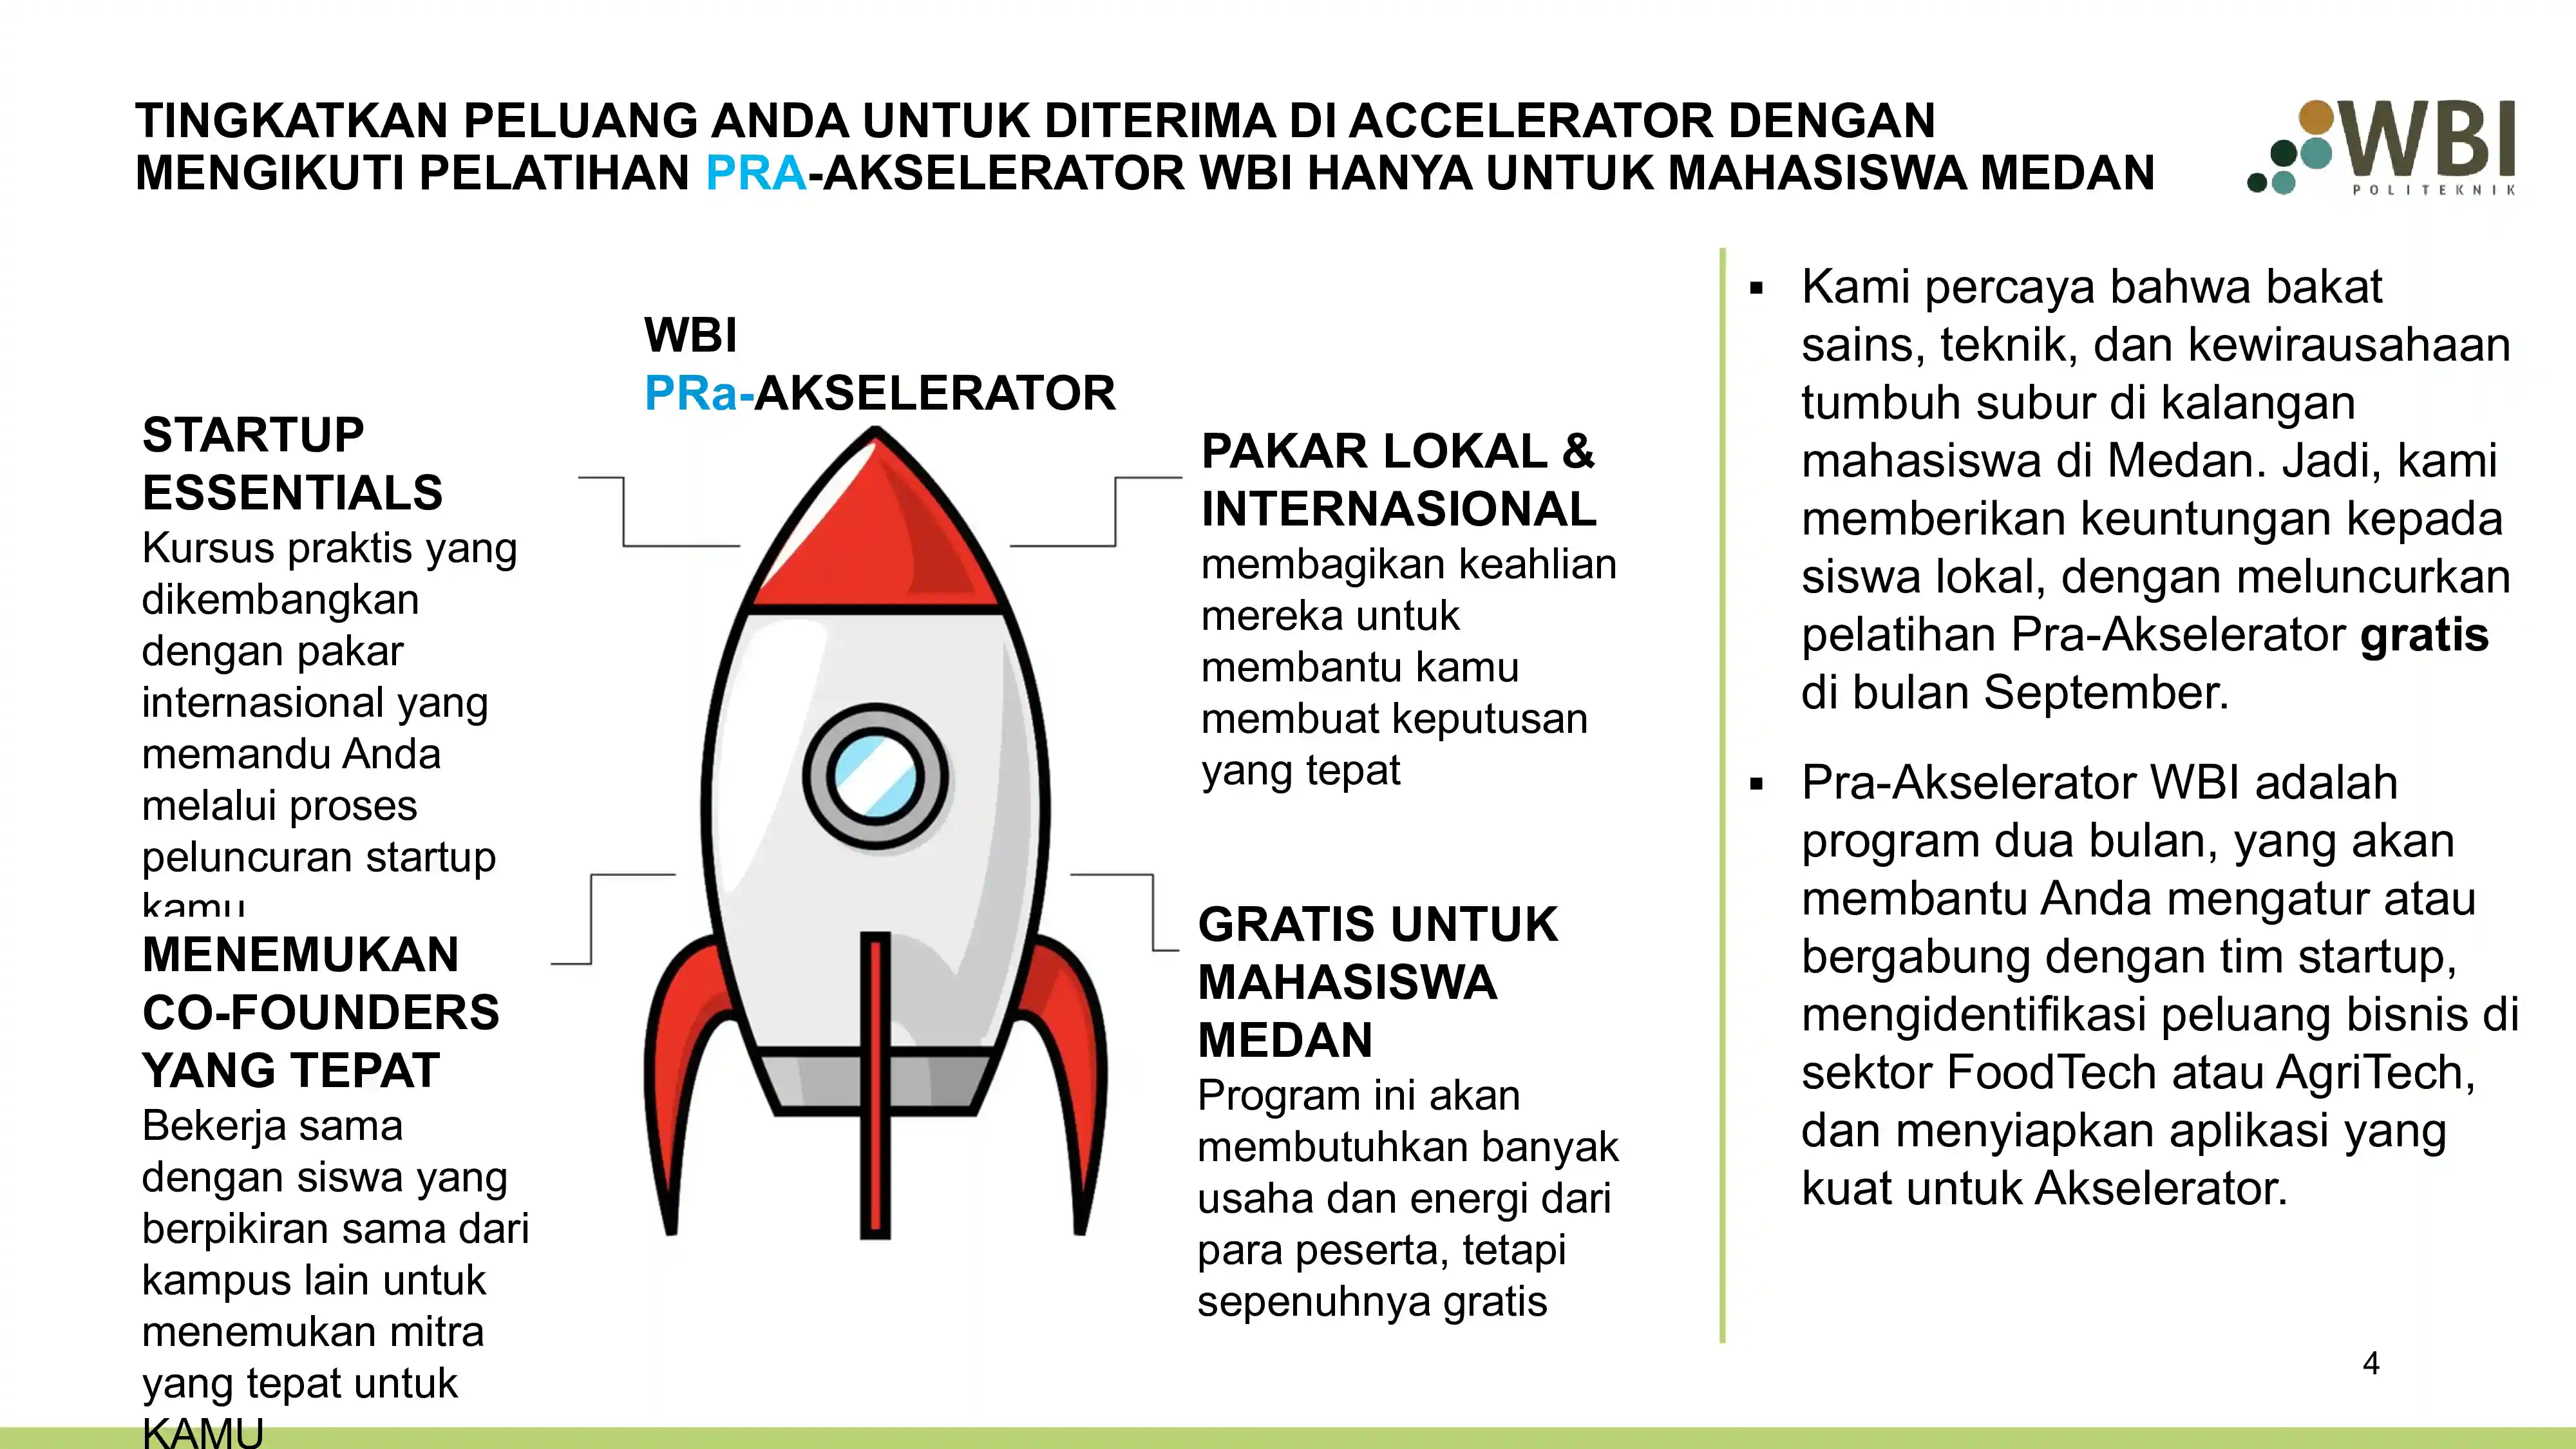 TINGKATKAN PELUANG ANDA UNTUK DITERIMA DI ACCELERATOR DENGAN
MENGIKUTI PELATIHAN PRA-AKSELERATOR WBI HANYA UNTUK MAHASISWA MEDAN
WBI
POLITEKNIK
WBI
PRa-AKSELERATOR
STARTUP
ESSENTIALS
Kursus praktis yang
dikembangkan
dengan pakar
internasional yang
memandu Anda
melalui proses
peluncuran startup
kamu
MENEMUKAN
CO-FOUNDERS
YANG TEPAT
Bekerja sama
dengan siswa yang
berpikiran sama dari
kampus lain untuk
menemukan mitra
yang tepat untuk
KAMU
PAKAR LOKAL &
INTERNASIONAL
membagikan keahlian
mereka untuk
membantu kamu
membuat keputusan
yang tepat
GRATIS UNTUK
MAHASISWA
MEDAN
Program ini akan
membutuhkan banyak
usaha dan energi dari
para peserta, tetapi
sepenuhnya gratis
▪ Kami percaya bahwa bakat
sains, teknik, dan kewirausahaan
tumbuh subur di kalangan
mahasiswa di Medan. Jadi, kami
memberikan keuntungan kepada
siswa lokal, dengan meluncurkan
pelatihan Pra-Akselerator gratis
di bulan September.
▪ Pra-Akselerator WBI adalah
program dua bulan, yang akan
membantu Anda mengatur atau
bergabung dengan tim startup,
mengidentifikasi peluang bisnis di
sektor FoodTech atau AgriTech,
dan menyiapkan aplikasi yang
kuat untuk Akselerator.
4